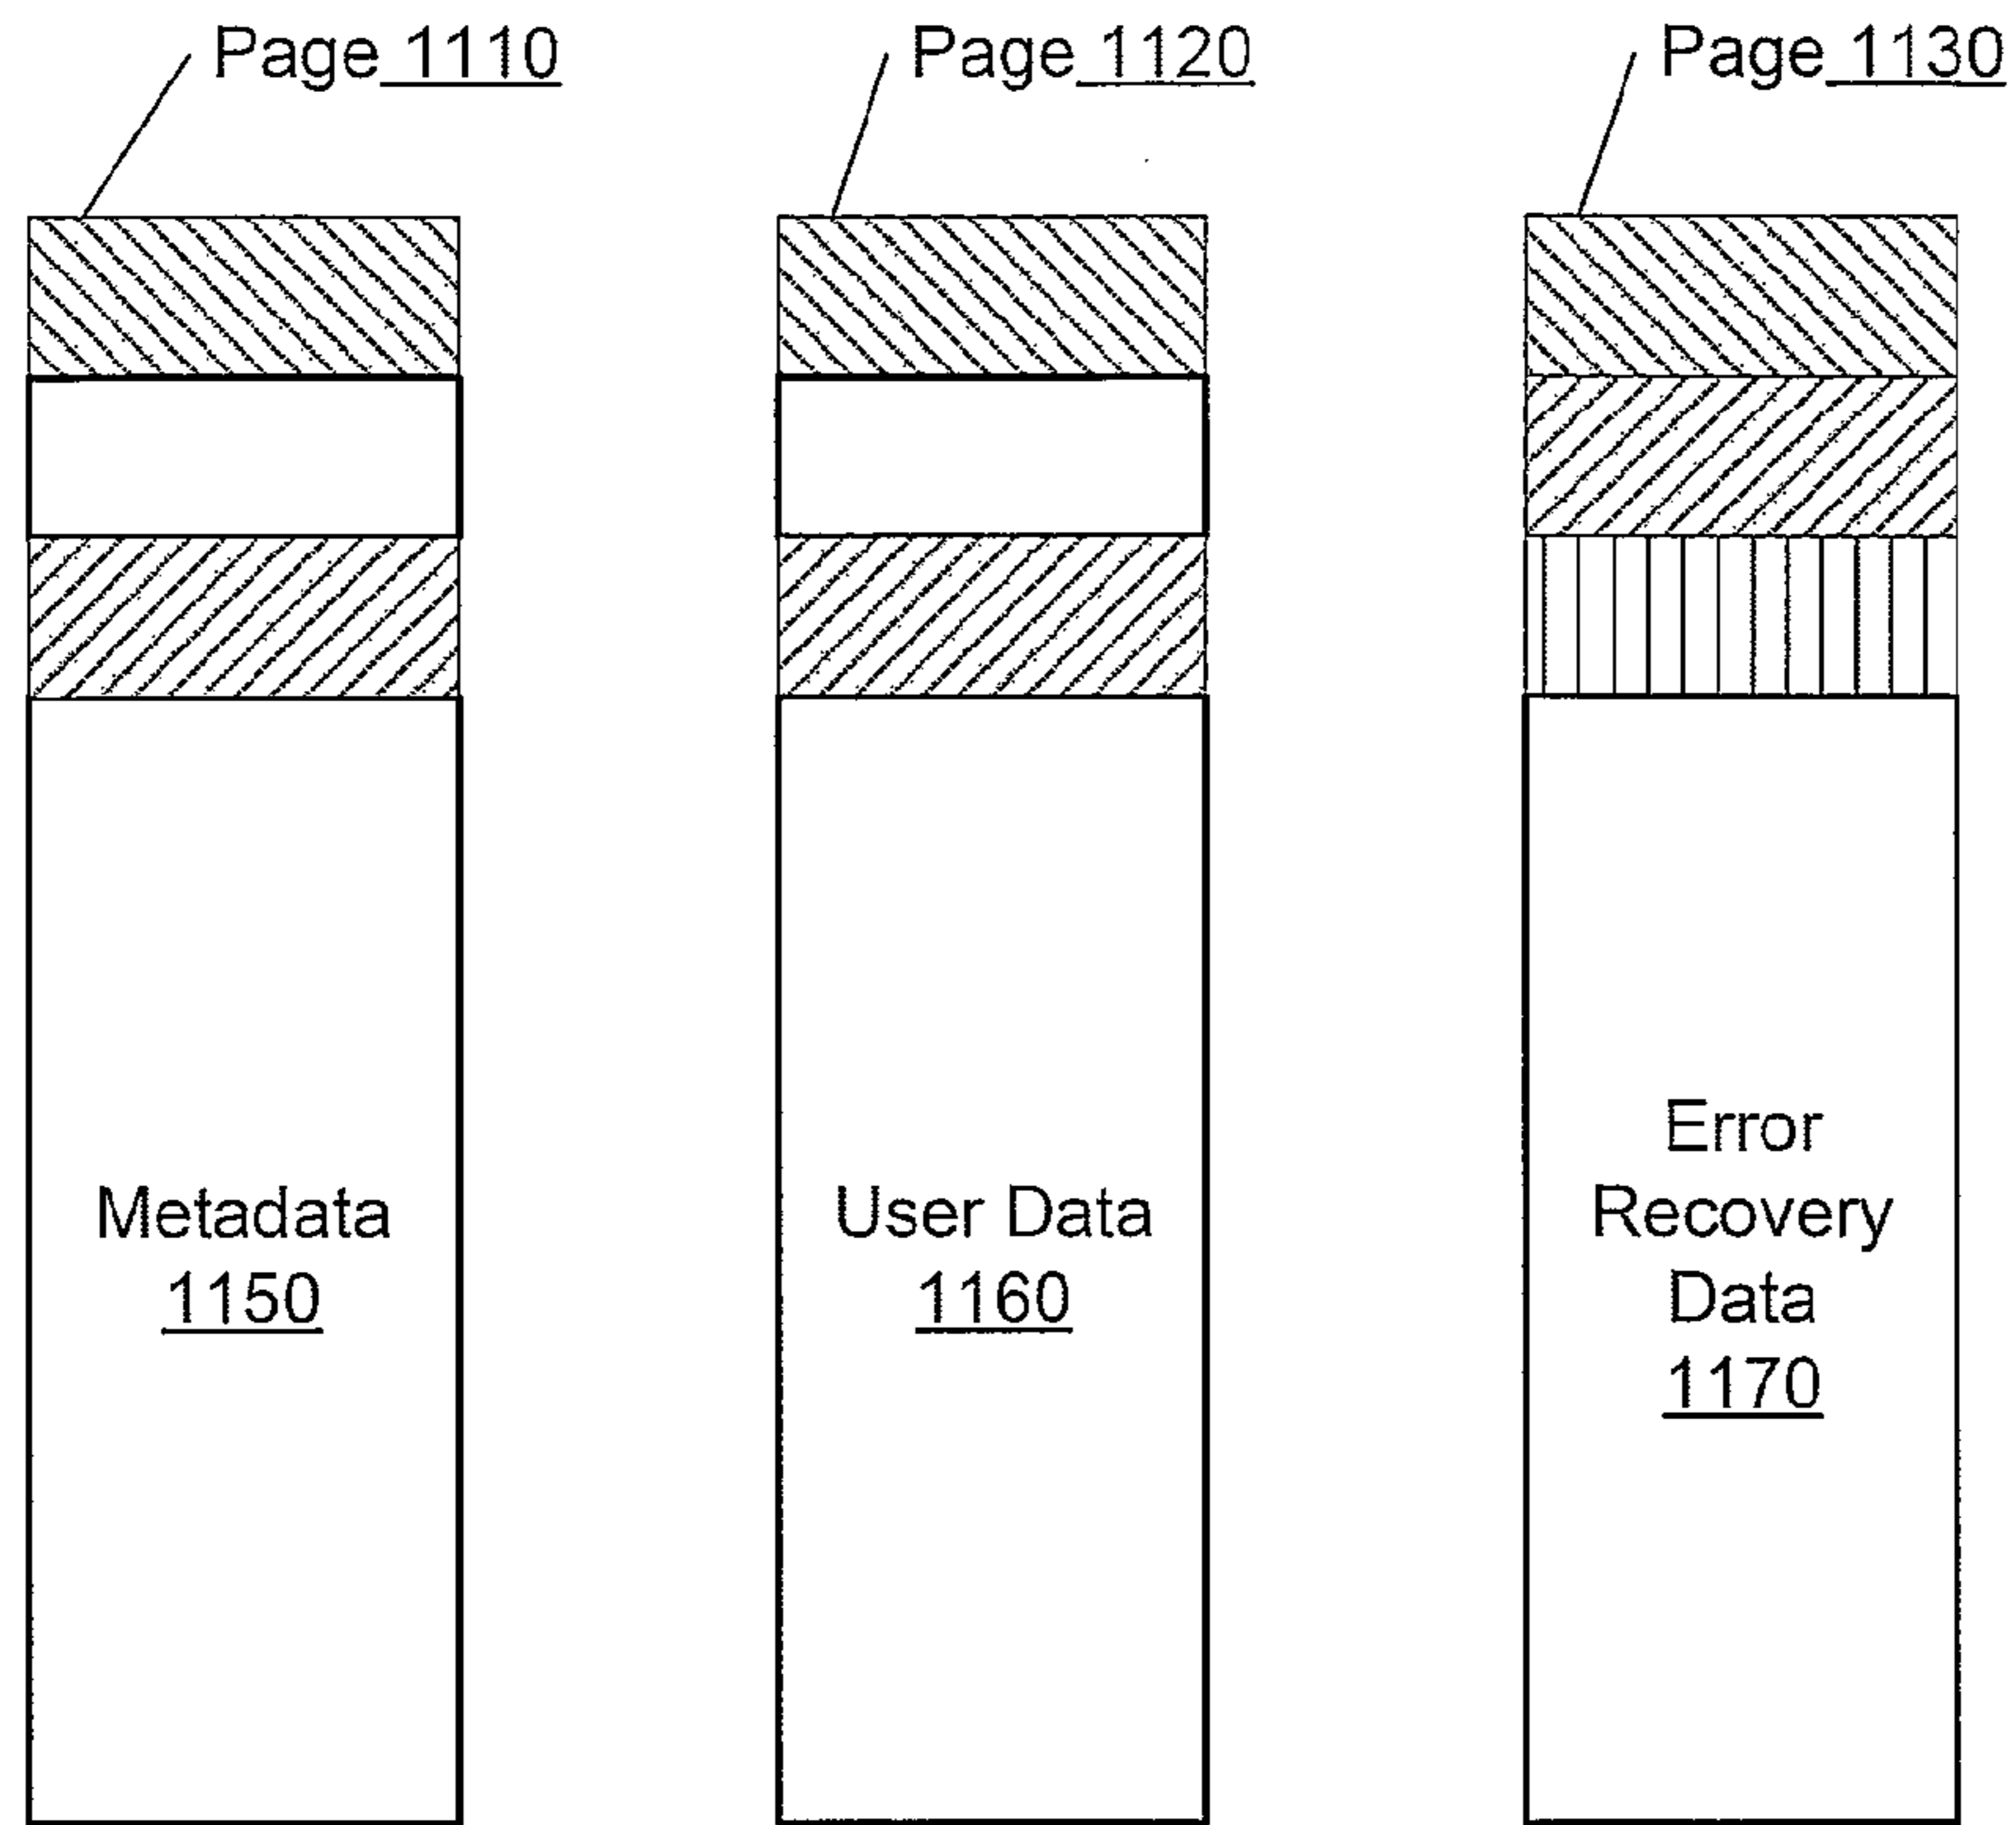 Page 1110
Page 1120
Page 1130
Metadata
1150
User Data
1160
Error
Recovery
Data
1170